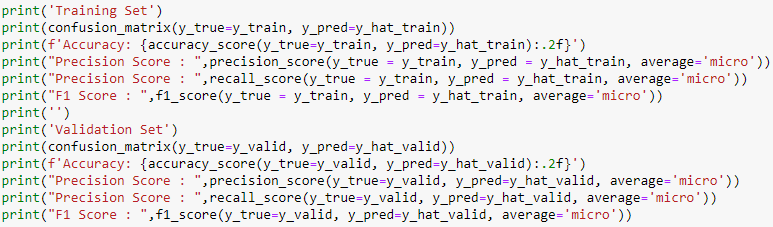 print('Training Set')
print(confusion_matrix(y_true=y_train, y_pred=y_hat_train))
print(f'Accuracy: {accuracy_score(y_true=y_train, y_pred=y_hat_train):.2f}')
print("Precision Score : ",precision_score(y_true = y_train, y_pred = y_hat_train, average='micro'))
print("Precision Score : ",recall_score(y_true = y_train, y_pred = y_hat_train, average='micro'))
print("F1 Score : ",f1_score(y_true = y_train, y_pred = y_hat_train, average='micro'))
print('')
print('Validation Set')
print(confusion_matrix(y_true=y_valid, y_pred=y_hat_valid))
print(f'Accuracy: {accuracy_score(y_true=y_valid, y_pred=y_hat_valid):.2f}')
print("Precision Score : ",precision_score(y_true=y_valid, y_pred=y_hat_valid, average='micro'))
print("Precision Score : ",recall_score(y_true=y_valid, y_pred=y_hat_valid, average='micro'))
print("F1 Score : ",f1_score(y_true=y_valid, y_pred=y_hat_valid, average='micro'))